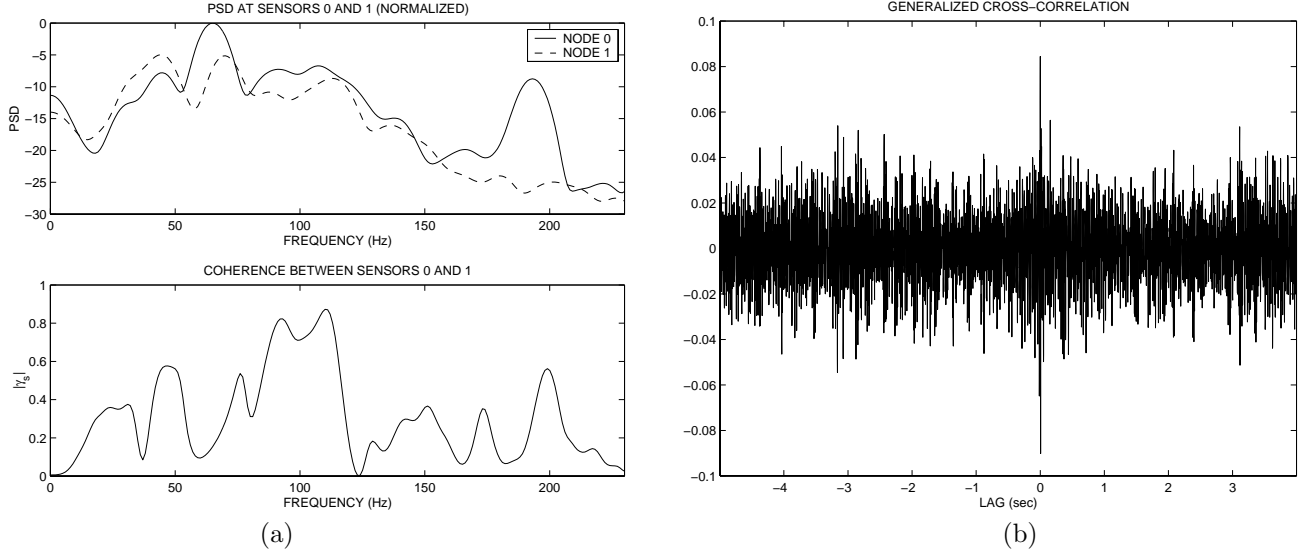 PSD AT SENSORS 0 AND 1 (NORMALIZED)
0
−5
−10
−15
−20
−25
−30
PSD
NODE 0
NODE 1
0 50 100 150 200
FREQUENCY (Hz)
COHERENCE BETWEEN SENSORS 0 AND 1
1
0.8
0.6
0.4
0.2
0
|γs|
0 50 100 150 200
FREQUENCY (Hz)
(a)
GENERALIZED CROSS−CORRELATION
0.1
0.08
0.06
0.04
0.02
0
−0.02
−0.04
−0.06
−0.08
−0.1
−4 −3 −2 −1 0 1 2 3
LAG (sec)
(b)